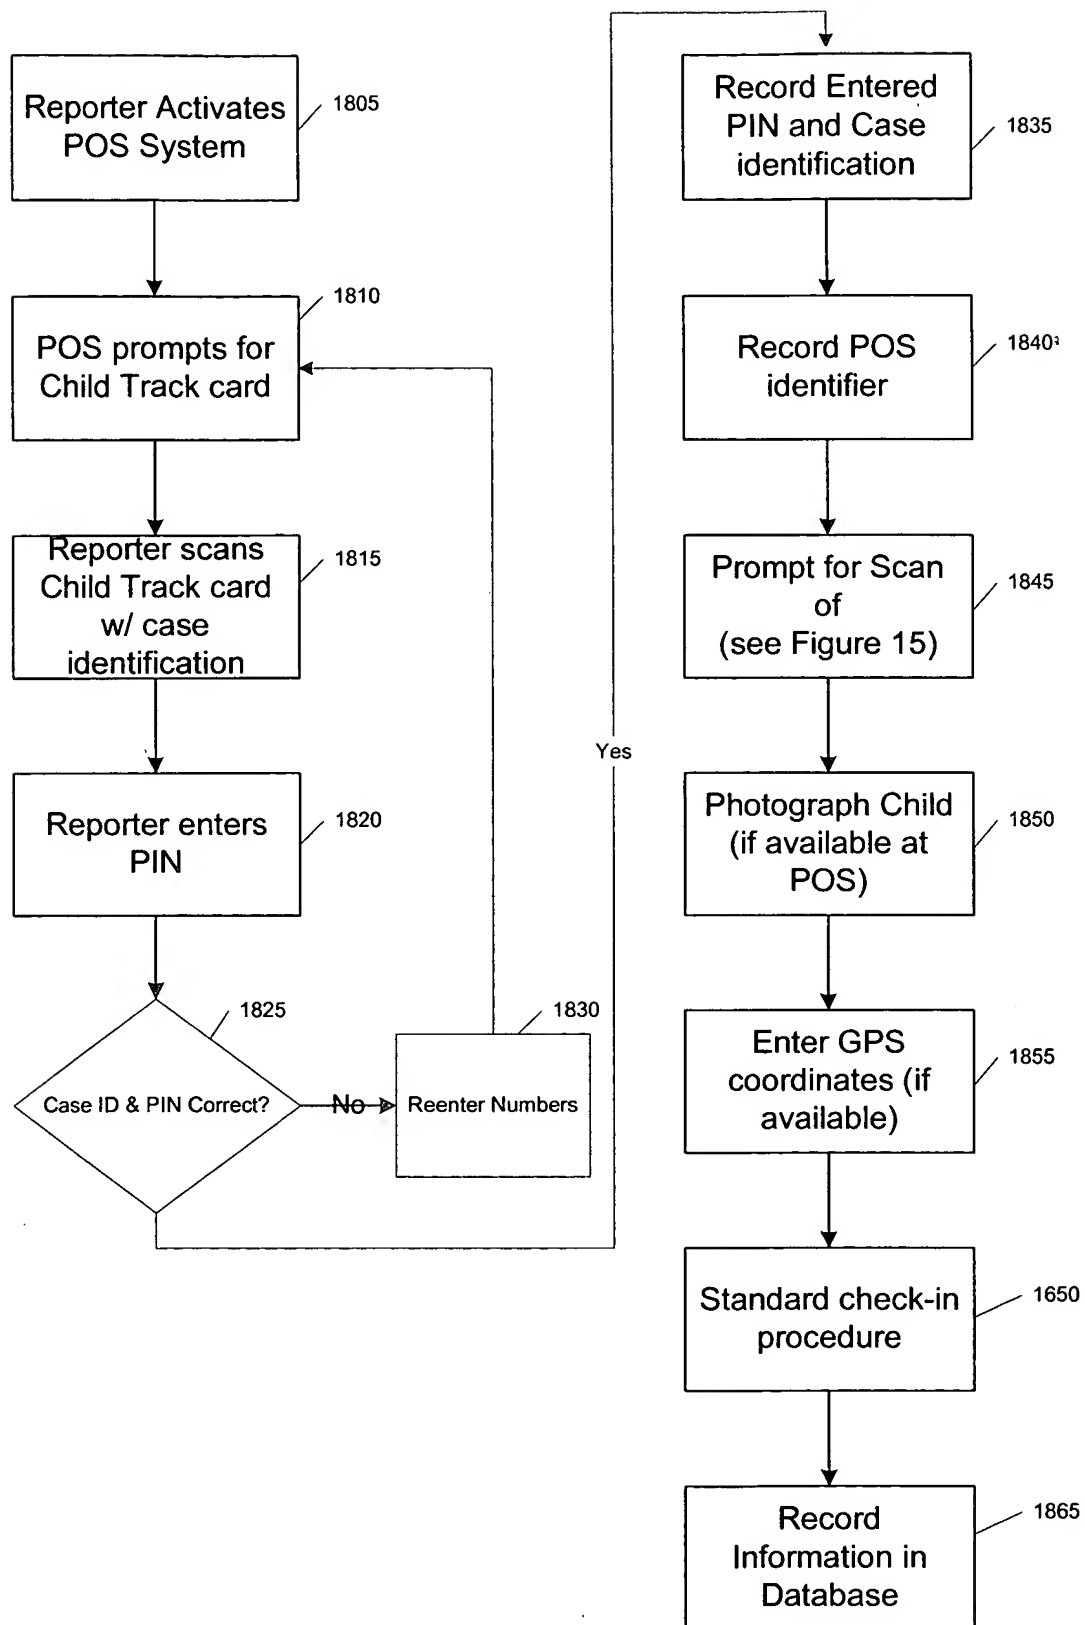 Reporter Activates
POS System
1805
POS prompts for
Child Track card
1810
Reporter scans
Child Track card
w/ case
identification
1815
Reporter enters
PIN
1820
Case ID & PIN Correct?
1825
No
Reenter Numbers
1830
Yes
Record Entered
PIN and Case
identification
1835
Record POS
identifier
1840
Prompt for Scan
of
(see Figure 15)
1845
Photograph Child
(if available at
POS)
1850
Enter GPS
coordinates (if
available)
1855
Standard check-in
procedure
1650
Record
Information in
Database
1865